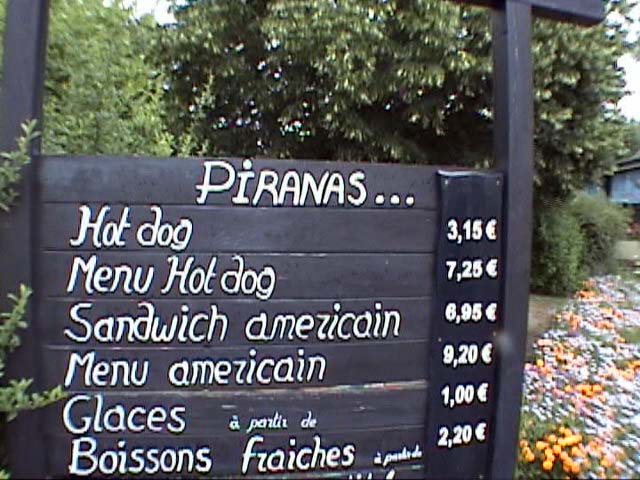 PIRANAS...
Hot dog 3,15 €
Menu Hot dog 7,25 €
Sandwich americain 6,95 €
Menu americain 9,20 €
Glaces à partir de 1,00 €
Boissons fraiches à partir de 2,20 €